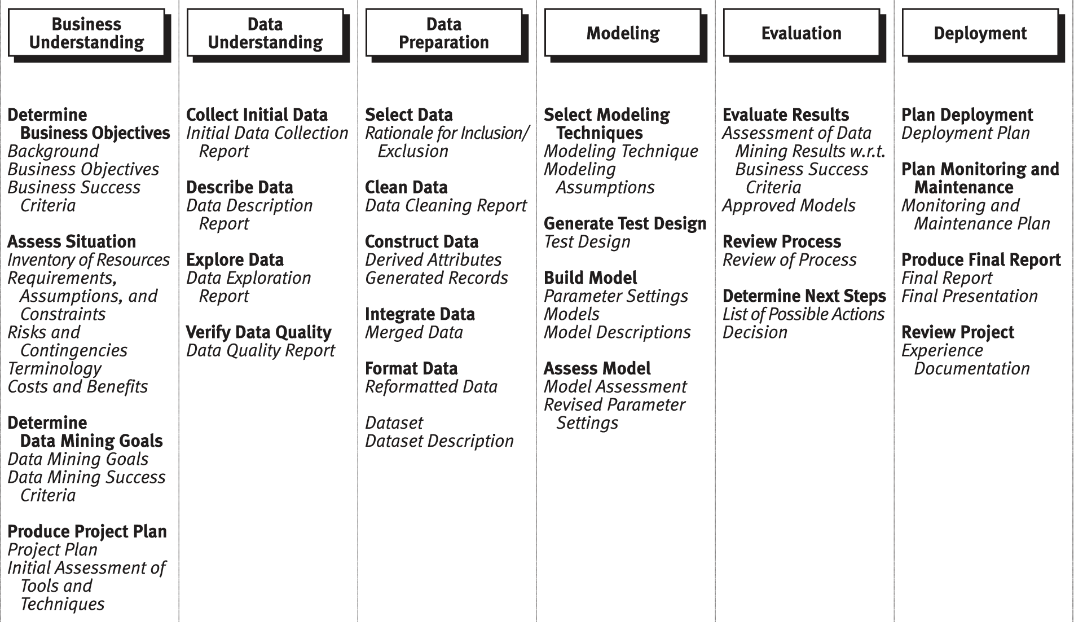 Business
Understanding
Data
Understanding
Data
Preparation
Modeling
Evaluation
Deployment
Determine
Business Objectives
Background
Business Objectives
Business Success
Criteria
Assess Situation
Inventory of Resources
Requirements,
Assumptions, and
Constraints
Risks and
Contingencies
Terminology
Costs and Benefits
Determine
Data Mining Goals
Data Mining Goals
Data Mining Success
Criteria
Produce Project Plan
Project Plan
Initial Assessment of
Tools and
Techniques
Collect Initial Data
Initial Data Collection
Report
Describe Data
Data Description
Report
Explore Data
Data Exploration
Report
Verify Data Quality
Data Quality Report
Select Data
Rationale for Inclusion/
Exclusion
Clean Data
Data Cleaning Report
Construct Data
Derived Attributes
Generated Records
Integrate Data
Merged Data
Format Data
Reformatted Data
Dataset
Dataset Description
Select Modeling
Techniques
Modeling Technique
Modeling
Assumptions
Generate Test Design
Test Design
Build Model
Parameter Settings
Models
Model Descriptions
Assess Model
Model Assessment
Revised Parameter
Settings
Evaluate Results
Assessment of Data
Mining Results w.r.t.
Business Success
Criteria
Approved Models
Review Process
Review of Process
Determine Next Steps
List of Possible Actions
Decision
Plan Deployment
Deployment Plan
Plan Monitoring and
Maintenance
Monitoring and
Maintenance Plan
Produce Final Report
Final Report
Final Presentation
Review Project
Experience
Documentation